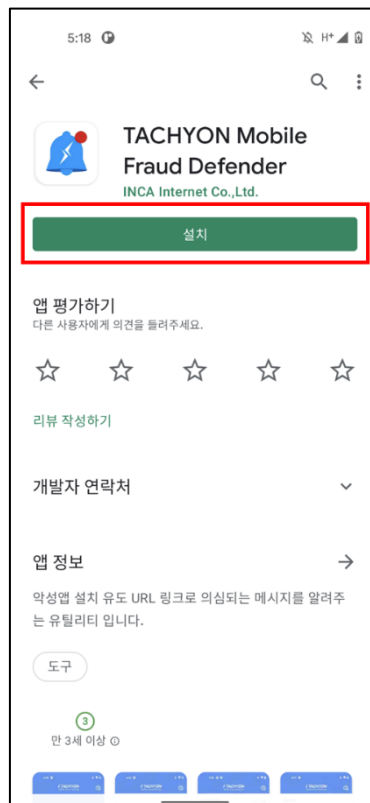 5:18
H+
TACHYON Mobile
Fraud Defender
INCA Internet Co.,Ltd.
설치
앱 평가하기
다른 사용자에게 의견을 들려주세요.
리뷰 작성하기
개발자 연락처
앱 정보
악성앱 설치 유도 URL 링크로 의심되는 메시지를 알려주
는 유틸리티 입니다.
도구
3
만 3세 이상